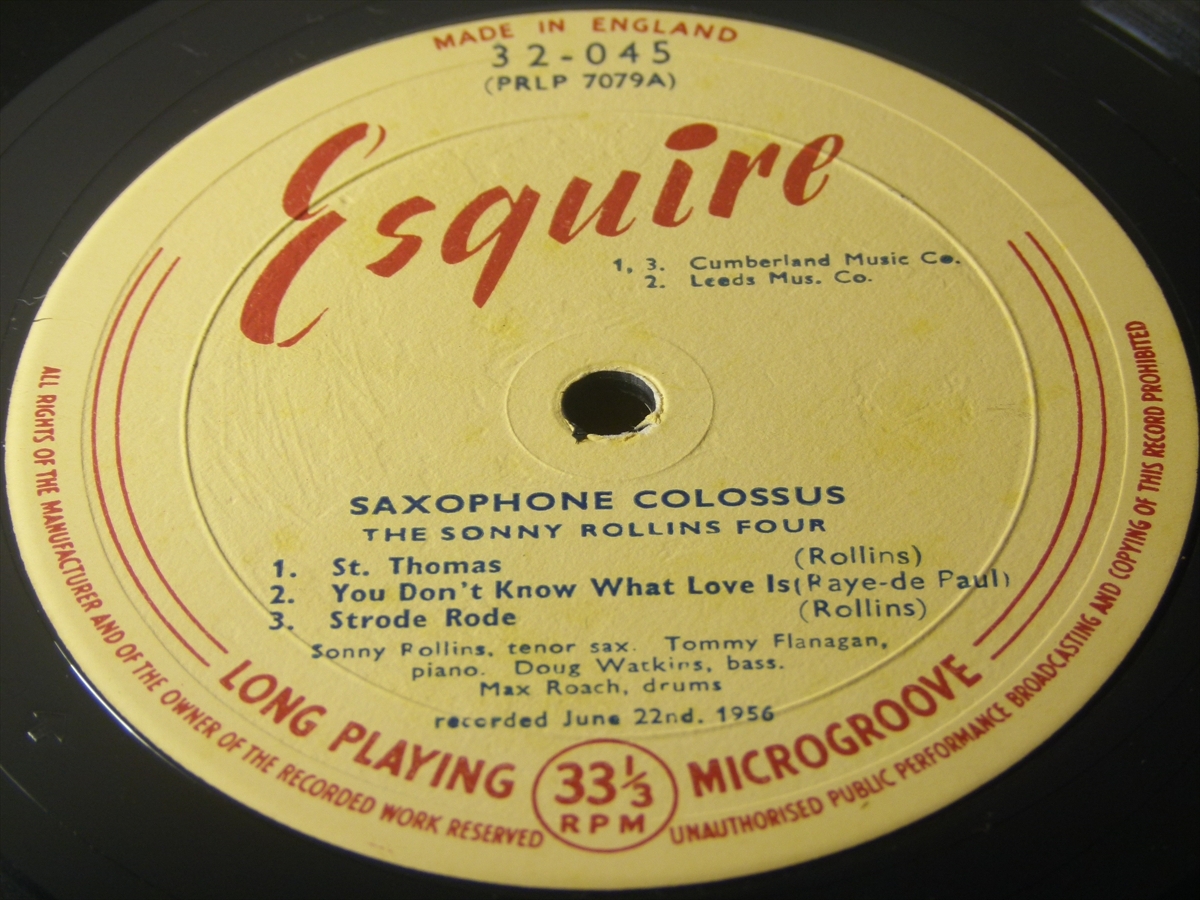 MADE IN ENGLAND
32-045
(PRLP 7079A)
Esquire
1, 3. Cumberland Music Co.
2. Leeds Mus. Co.
SAXOPHONE COLOSSUS
THE SONNY ROLLINS FOUR
1. St. Thomas (Rollins)
2. You Don't Know What Love Is (Raye-de Paul)
3. Strode Rode (Rollins)
Sonny Rollins, tenor sax. Tommy Flanagan,
piano. Doug Watkins, bass.
Max Roach, drums
recorded June 22nd. 1956
LONG PLAYING 33 1/3 RPM MICROGROOVE
ALL RIGHTS OF THE MANUFACTURER AND OF THE OWNER OF THE RECORDED WORK RESERVED
UNAUTHORISED PUBLIC PERFORMANCE BROADCASTING AND COPYING OF THIS RECORD PROHIBITED